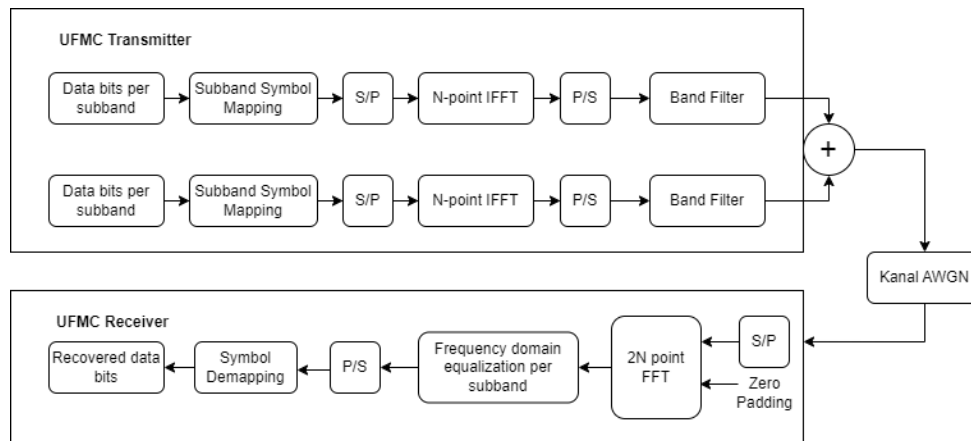 UFMC Transmitter
Data bits per
subband
Subband Symbol
Mapping
S/P
N-point IFFT
P/S
Band Filter
+
Data bits per
subband
Subband Symbol
Mapping
S/P
N-point IFFT
P/S
Band Filter
Kanal AWGN
UFMC Receiver
Recovered data
bits
Symbol
Demapping
P/S
Frequency domain
equalization per
subband
2N point
FFT
S/P
Zero
Padding